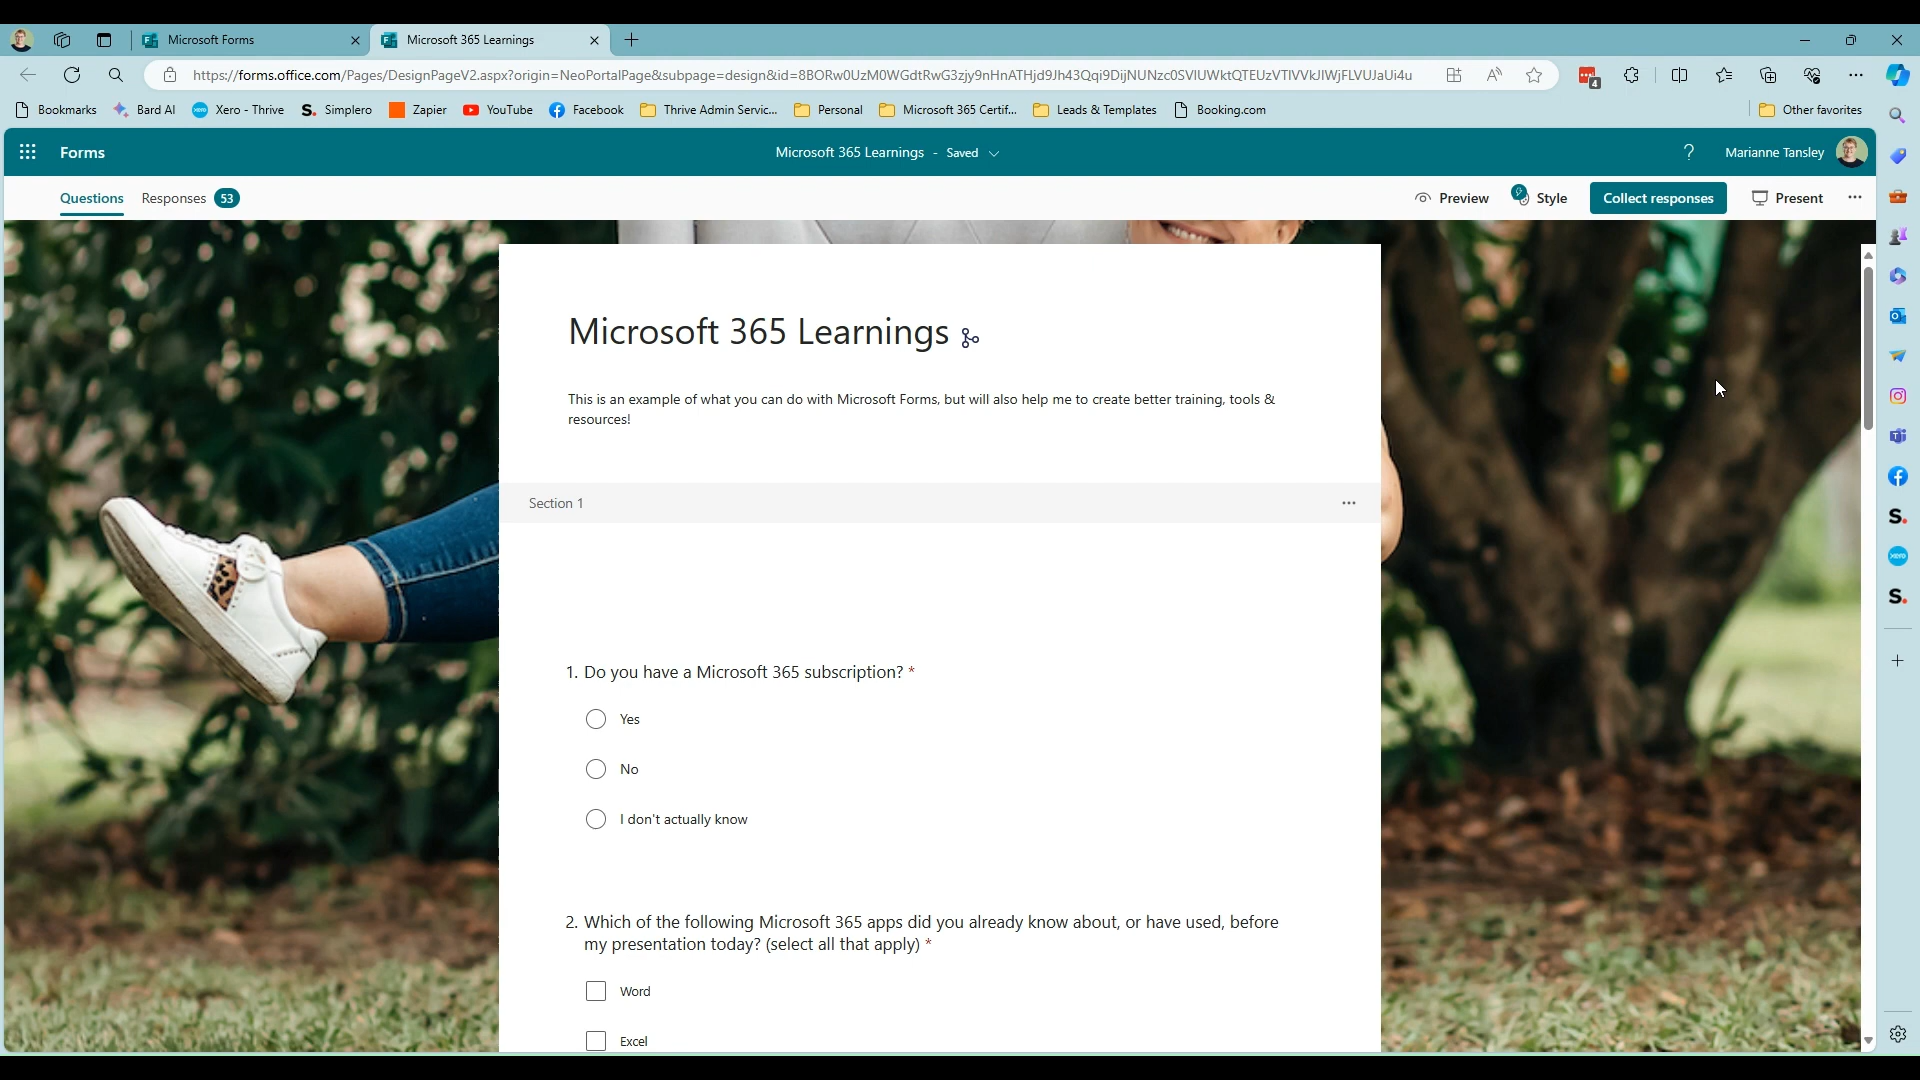 Microsoft Forms
Microsoft 365 Learnings
https://forms.office.com/Pages/DesignPageV2.aspx?origin=NeoPortalPage&subpage=design&id=8BORw0UzM0WGdtRwG3zjy9nHnATHjd9Jh43Qqi9DijNUNzc0SVlUWktQTEUzVTlVVkJIWjFLVUJaUi4u
4
Bookmarks
Bard AI
Xero - Thrive
S. Simplero
Zapier
YouTube
Facebook
Thrive Admin Servic...
Personal
Microsoft 365 Certif...
Leads & Templates
Booking.com
Other favorites
Forms
Microsoft 365 Learnings - Saved
?
Marianne Tansley
Questions
Responses 53
Preview
Style
Collect responses
Present
Microsoft 365 Learnings
This is an example of what you can do with Microsoft Forms, but will also help me to create better training, tools &
resources!
Section 1
1. Do you have a Microsoft 365 subscription? *
Yes
No
I don't actually know
2. Which of the following Microsoft 365 apps did you already know about, or have used, before
my presentation today? (select all that apply) *
Word
Excel
S.
xero
S.